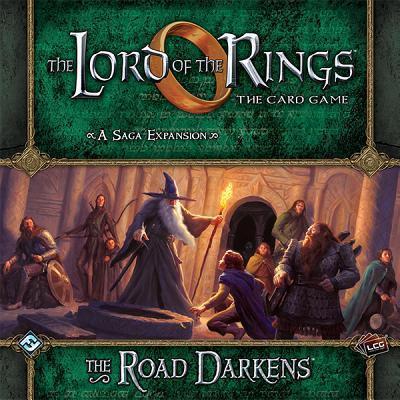 THE LORD OF THE RINGS
THE CARD GAME
A SAGA EXPANSION
LCG
THE ROAD DARKENS